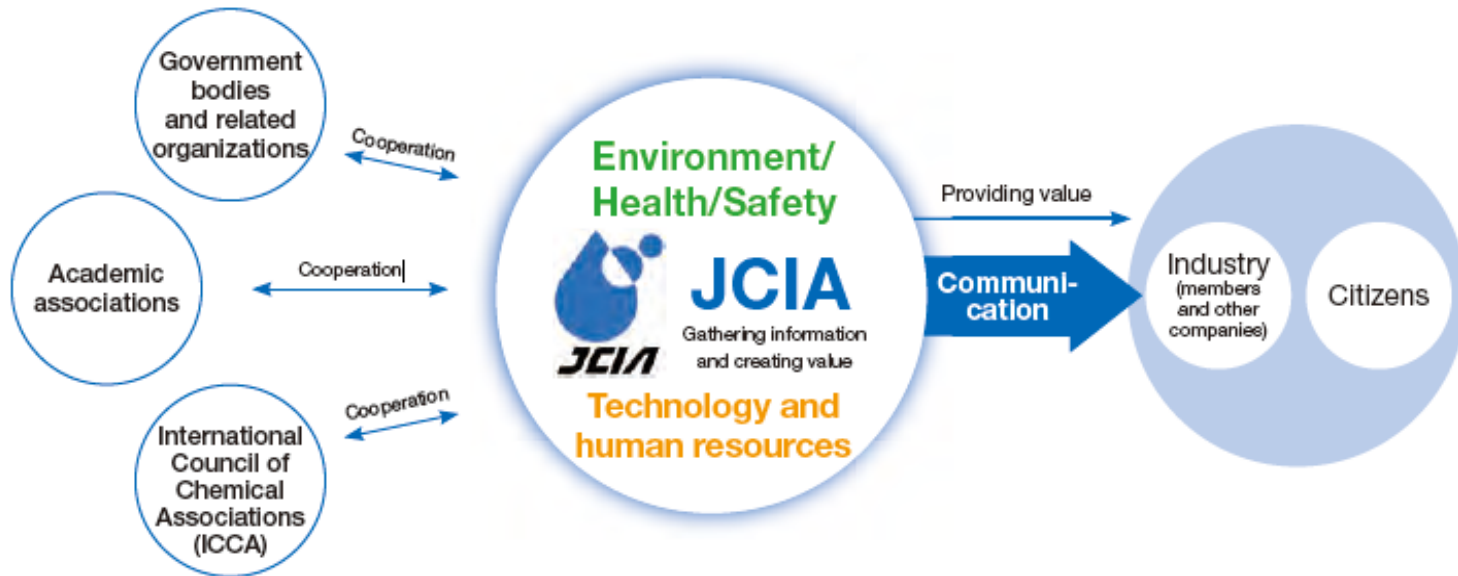 Government
bodies
and related
organizations
Cooperation
Academic
associations
Cooperation
International
Council of
Chemical
Associations
(ICCA)
Cooperation
Environment/
Health/Safety
JCIA
JCIA
Gathering information
and creating value
Technology and
human resources
Providing value
Communi-
cation
Industry
(members
and other
companies)
Citizens